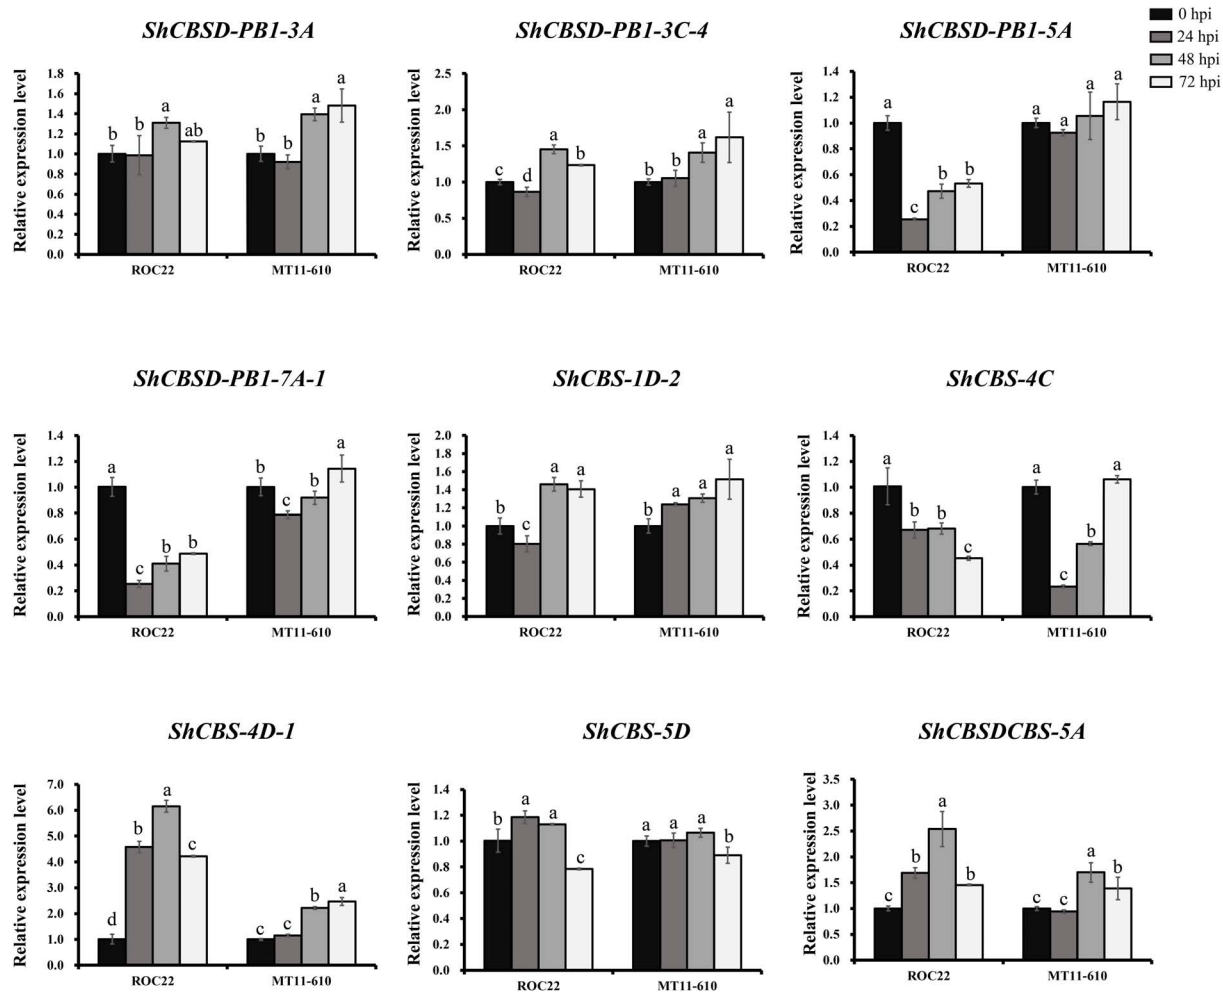 0 hpi
24 hpi
48 hpi
72 hpi
ShCBSD-PB1-3A
Relative expression level
1.8
1.6
1.4
1.2
1.0
0.8
0.6
0.4
0.2
0.0
b b a ab b b a a
ROC22 MT11-610
ShCBSD-PB1-3C-4
Relative expression level
2.5
2.0
1.5
1.0
0.5
0.0
c d a b b b a a
ROC22 MT11-610
ShCBSD-PB1-5A
Relative expression level
1.4
1.2
1.0
0.8
0.6
0.4
0.2
0.0
a c b b a a a a
ROC22 MT11-610
ShCBSD-PB1-7A-1
Relative expression level
1.4
1.2
1.0
0.8
0.6
0.4
0.2
0.0
a c b b b c b a
ROC22 MT11-610
ShCBS-1D-2
Relative expression level
2.0
1.6
1.4
1.2
1.0
0.8
0.6
0.4
0.2
0.0
b c a a b a a a
ROC22 MT11-610
ShCBS-4C
Relative expression level
1.4
1.2
1.0
0.8
0.6
0.4
0.2
0.0
a b b c a c b a
ROC22 MT11-610
ShCBS-4D-1
Relative expression level
7.0
6.0
5.0
4.0
3.0
2.0
1.0
0.0
d b a c c c b a
ROC22 MT11-610
ShCBS-5D
Relative expression level
1.4
1.2
1.0
0.8
0.6
0.4
0.2
0.0
b a a c a a a b
ROC22 MT11-610
ShCBSDCBS-5A
Relative expression level
3.5
3.0
2.5
2.0
1.5
1.0
0.5
0.0
c b a b c c a b
ROC22 MT11-610